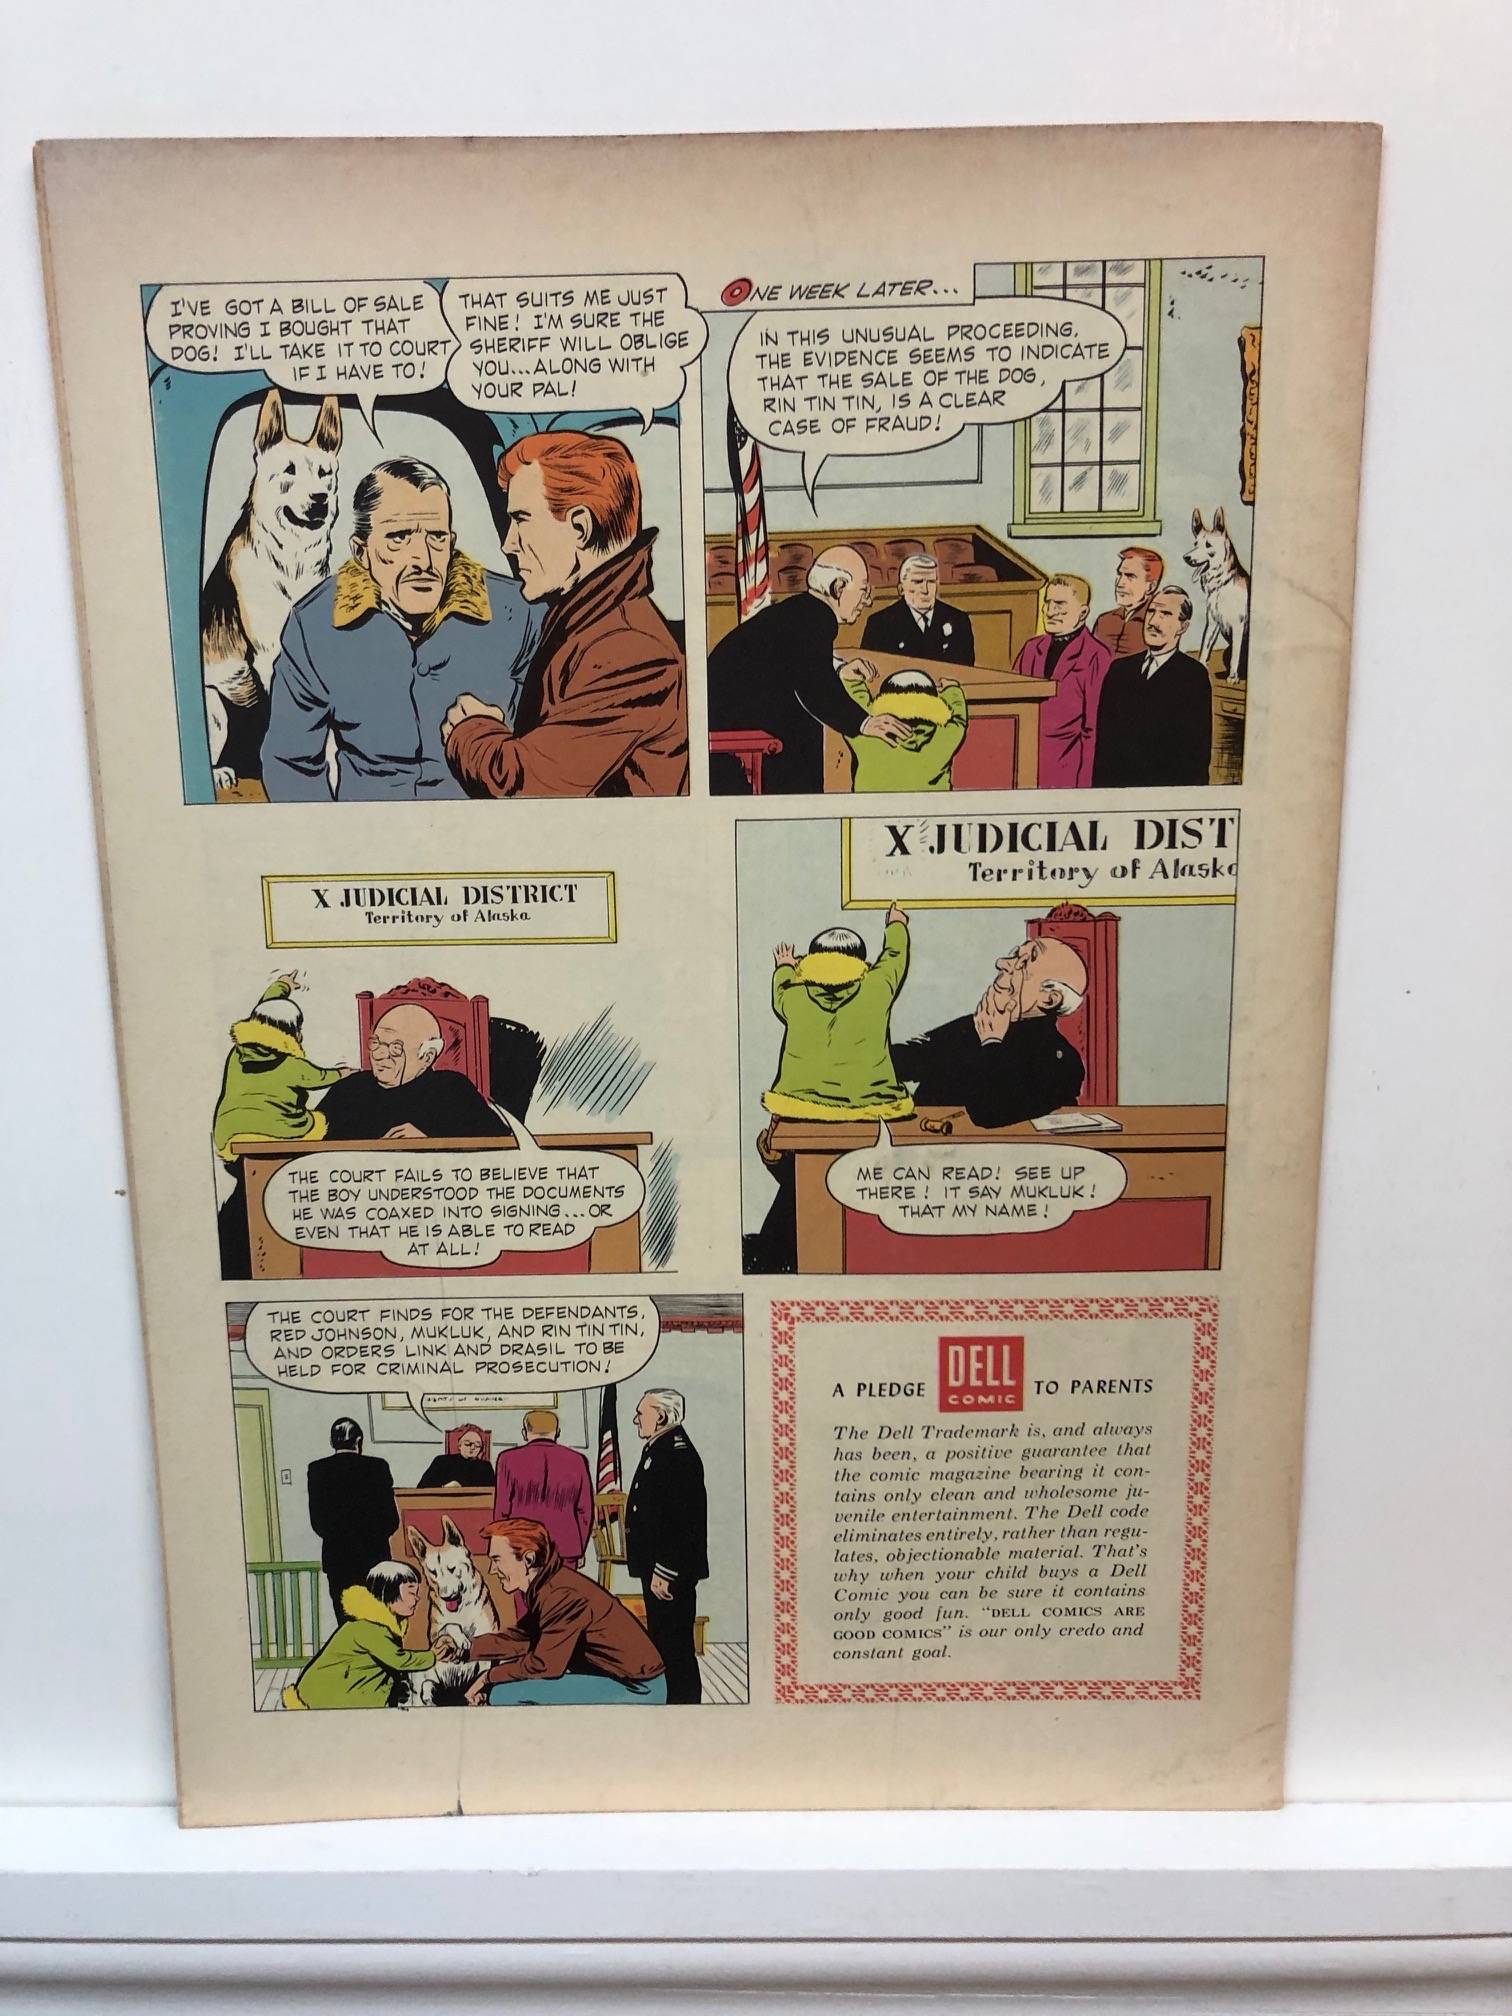 I'VE GOT A BILL OF SALE
PROVING I BOUGHT THAT
DOG! I'LL TAKE IT TO COURT
IF I HAVE TO!
THAT SUITS ME JUST
FINE! I'M SURE THE
SHERIFF WILL OBLIGE
YOU...ALONG WITH
YOUR PAL!
ONE WEEK LATER...
IN THIS UNUSUAL PROCEEDING,
THE EVIDENCE SEEMS TO INDICATE
THAT THE SALE OF THE DOG,
RIN TIN TIN, IS A CLEAR
CASE OF FRAUD!
X JUDICIAL DISTRICT
Territory of Alaska
THE COURT FAILS TO BELIEVE THAT
THE BOY UNDERSTOOD THE DOCUMENTS
HE WAS COAXED INTO SIGNING...OR
EVEN THAT HE IS ABLE TO READ
AT ALL!
X JUDICIAL DIST
Territory of Alaska
ME CAN READ! SEE UP
THERE! IT SAY MUKLUK!
THAT MY NAME!
THE COURT FINDS FOR THE DEFENDANTS,
RED JOHNSON, MUKLUK, AND RIN TIN TIN,
AND ORDERS LINK AND DRASIL TO BE
HELD FOR CRIMINAL PROSECUTION!
A PLEDGE DELL COMIC TO PARENTS
The Dell Trademark is, and always
has been, a positive guarantee that
the comic magazine bearing it con-
tains only clean and wholesome ju-
venile entertainment. The Dell code
eliminates entirely, rather than regu-
lates, objectionable material. That's
why when your child buys a Dell
Comic you can be sure it contains
only good fun. "DELL COMICS ARE
GOOD COMICS" is our only credo and
constant goal.